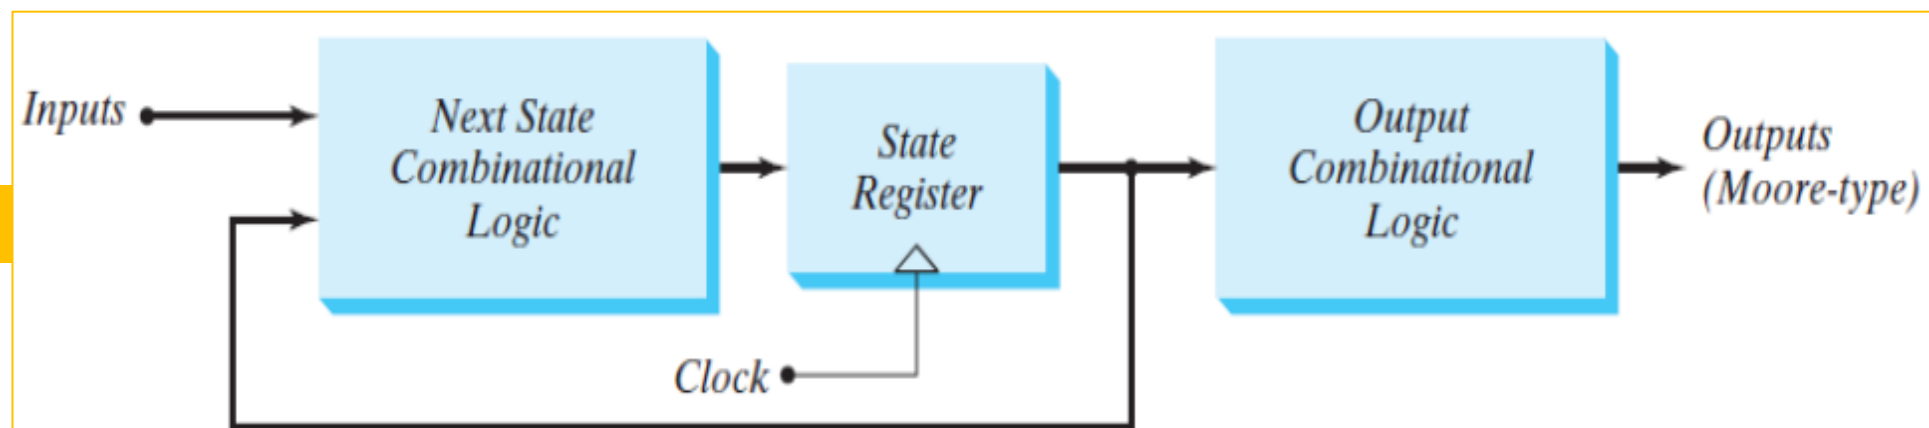 Inputs
Next State
Combinational
Logic
State
Register
Output
Combinational
Logic
Outputs
(Moore-type)
Clock